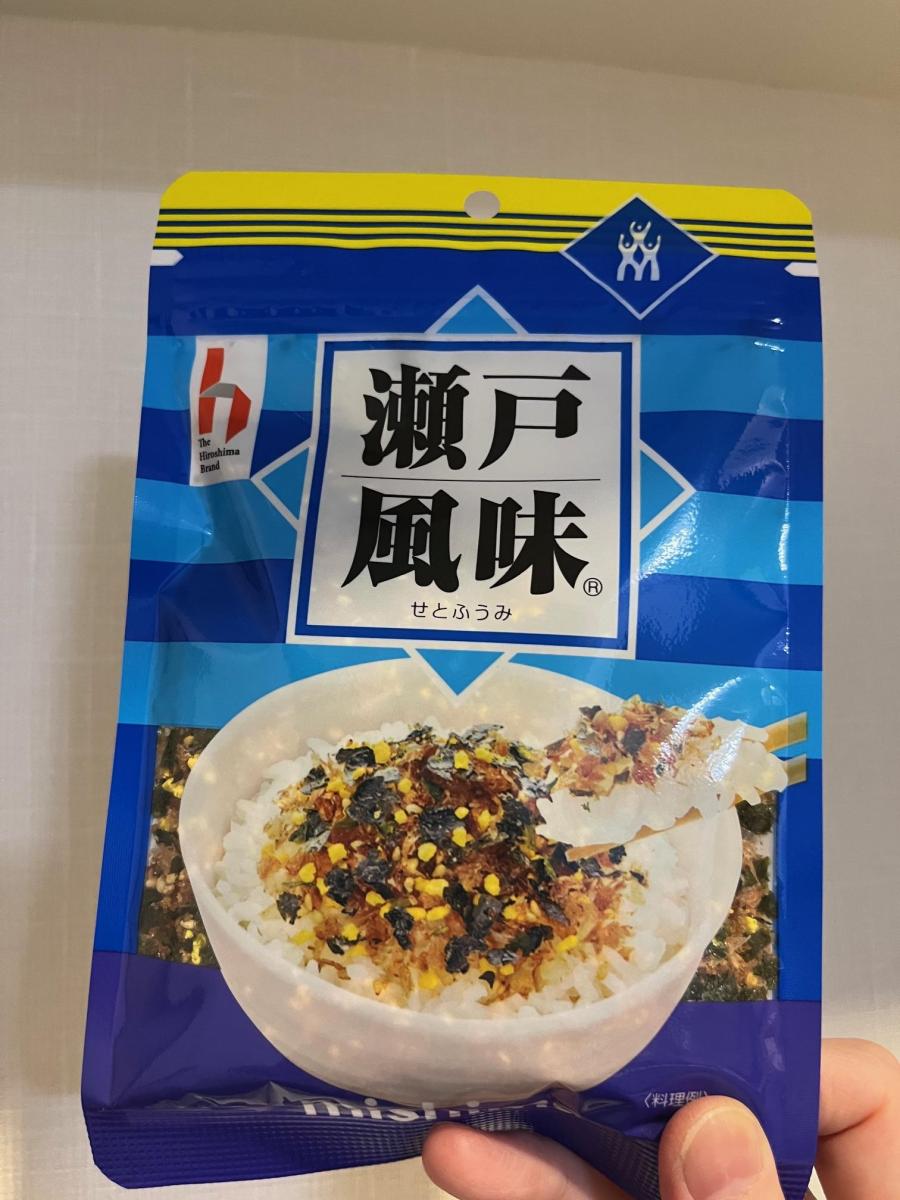 The
Hiroshima
Brand
瀬戸
風味®
せとふうみ
〈料理例〉